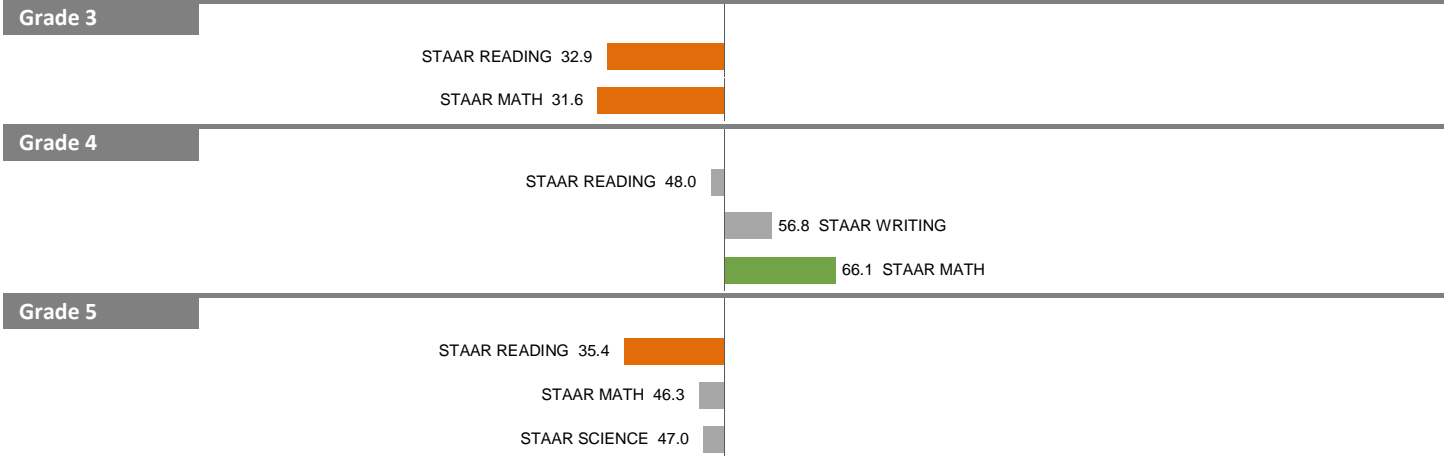 Grade 3
STAAR READING 32.9
STAAR MATH 31.6
Grade 4
STAAR READING 48.0
56.8 STAAR WRITING
66.1 STAAR MATH
Grade 5
STAAR READING 35.4
STAAR MATH 46.3
STAAR SCIENCE 47.0